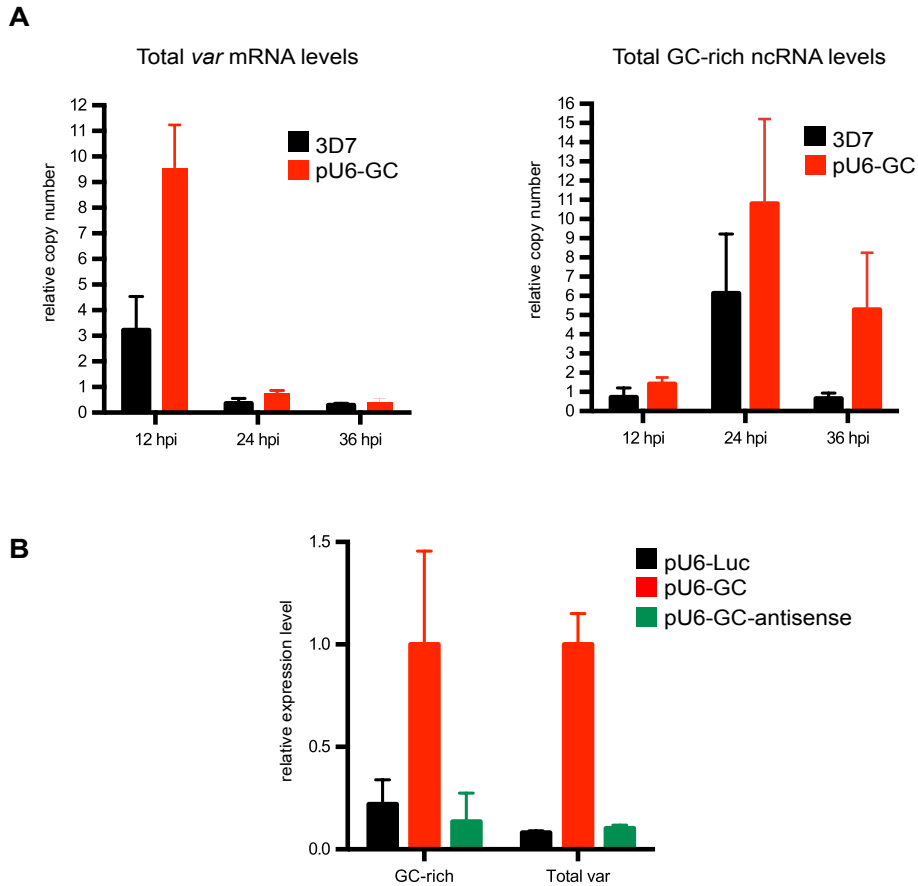 A
Total var mRNA levels
relative copy number
12
11
10
9
8
7
6
5
4
3
2
1
0
3D7
pU6-GC
12 hpi
24 hpi
36 hpi
Total GC-rich ncRNA levels
relative copy number
16
15
14
13
12
11
10
9
8
7
6
5
4
3
2
1
0
3D7
pU6-GC
12 hpi
24 hpi
36 hpi
B
relative expression level
1.5
1.0
0.5
0.0
pU6-Luc
pU6-GC
pU6-GC-antisense
GC-rich
Total var